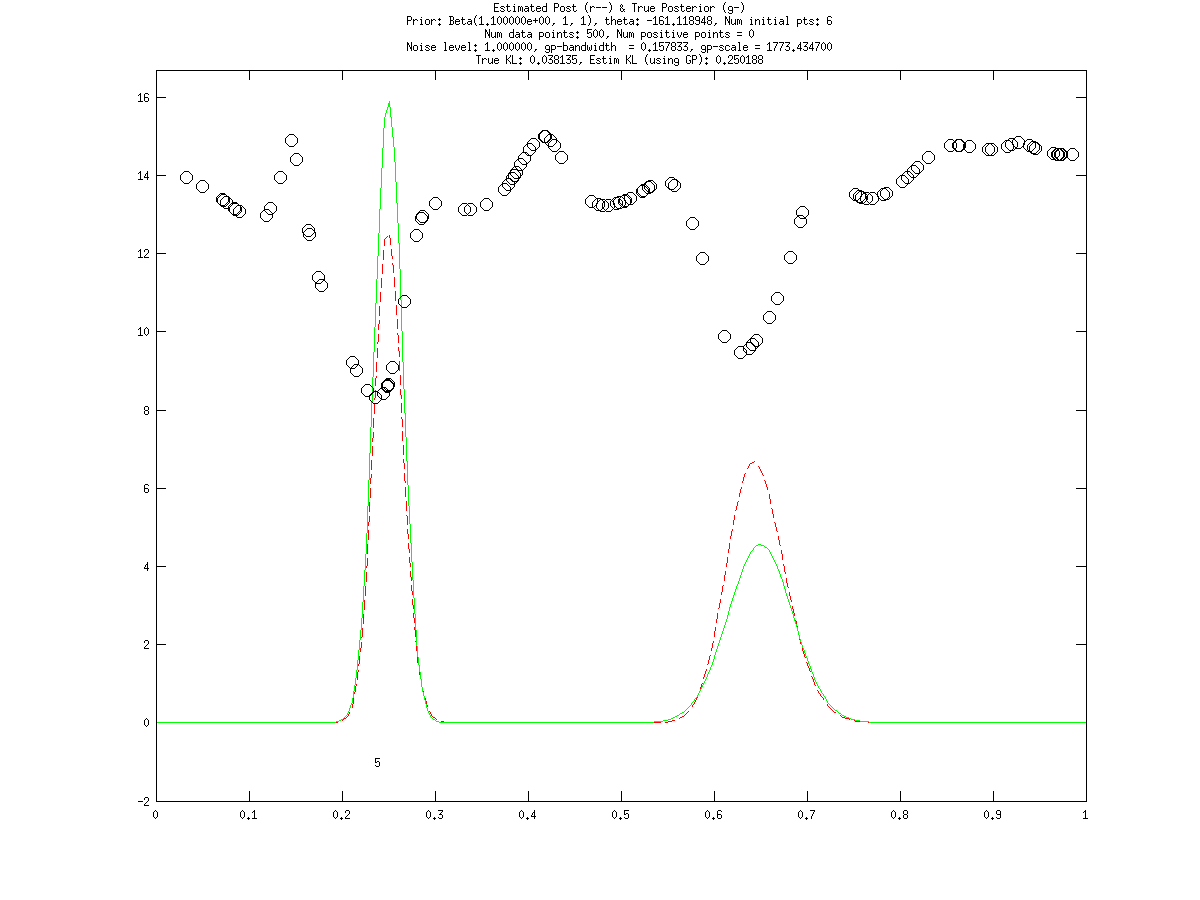 Estimated Post (r--) & True Posterior (g-)
Prior: Beta(1.100000e+00, 1, 1), theta: -161.118948, Num initial pts: 6
Num data points: 500, Num positive points = 0
Noise level: 1.000000, gp-bandwidth  = 0.157833, gp-scale = 1773.434700
True KL: 0.038135, Estim KL (using GP): 0.250188
16
14
12
10
8
6
4
2
0
5
-2
0 0.1 0.2 0.3 0.4 0.5 0.6 0.7 0.8 0.9 1